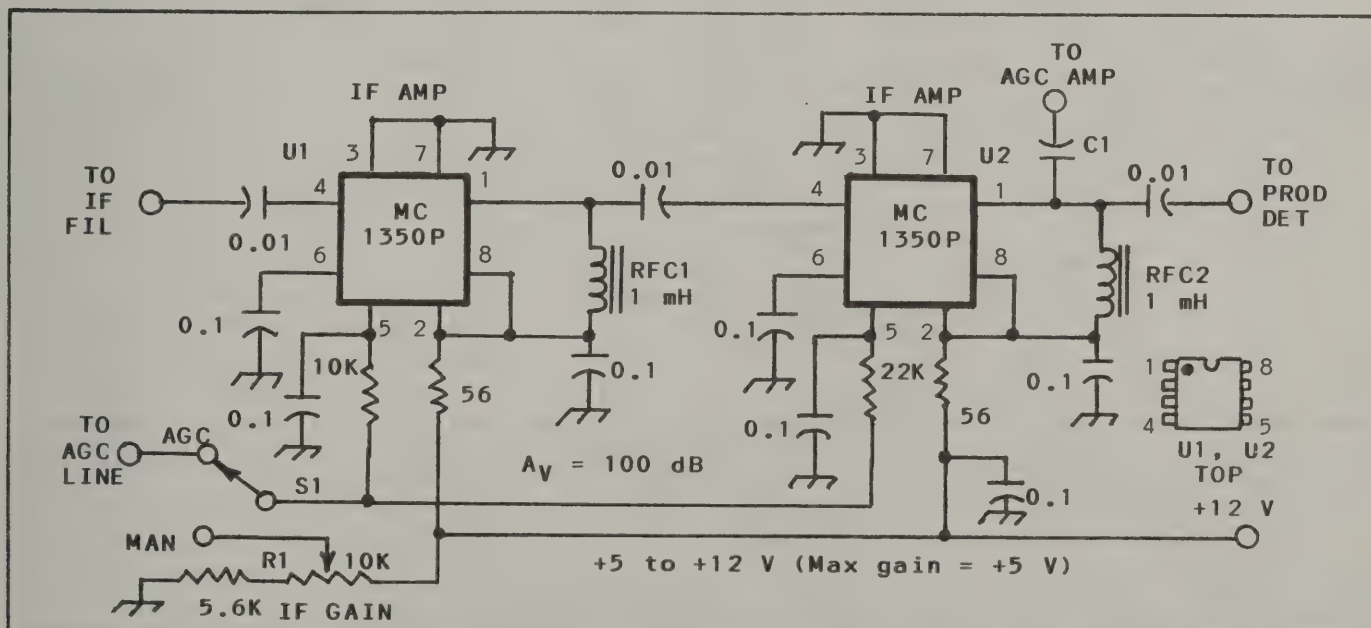 TO
AGC AMP
IF AMP
IF AMP
U1
3
7
3
7
U2
C1
TO
IF
FIL
4
MC
1350P
1
0.01
4
MC
1350P
1
0.01
TO
PROD
DET
0.01
6
8
RFC1
1 mH
6
8
RFC2
1 mH
0.1
5
2
0.1
5
2
10K
56
0.1
22K
56
0.1
1
8
4
5
0.1
0.1
U1, U2
TOP
TO
AGC
LINE
AGC
S1
AV = 100 dB
0.1
+12 V
MAN
R1
10K
+5 to +12 V (Max gain = +5 V)
5.6K IF GAIN